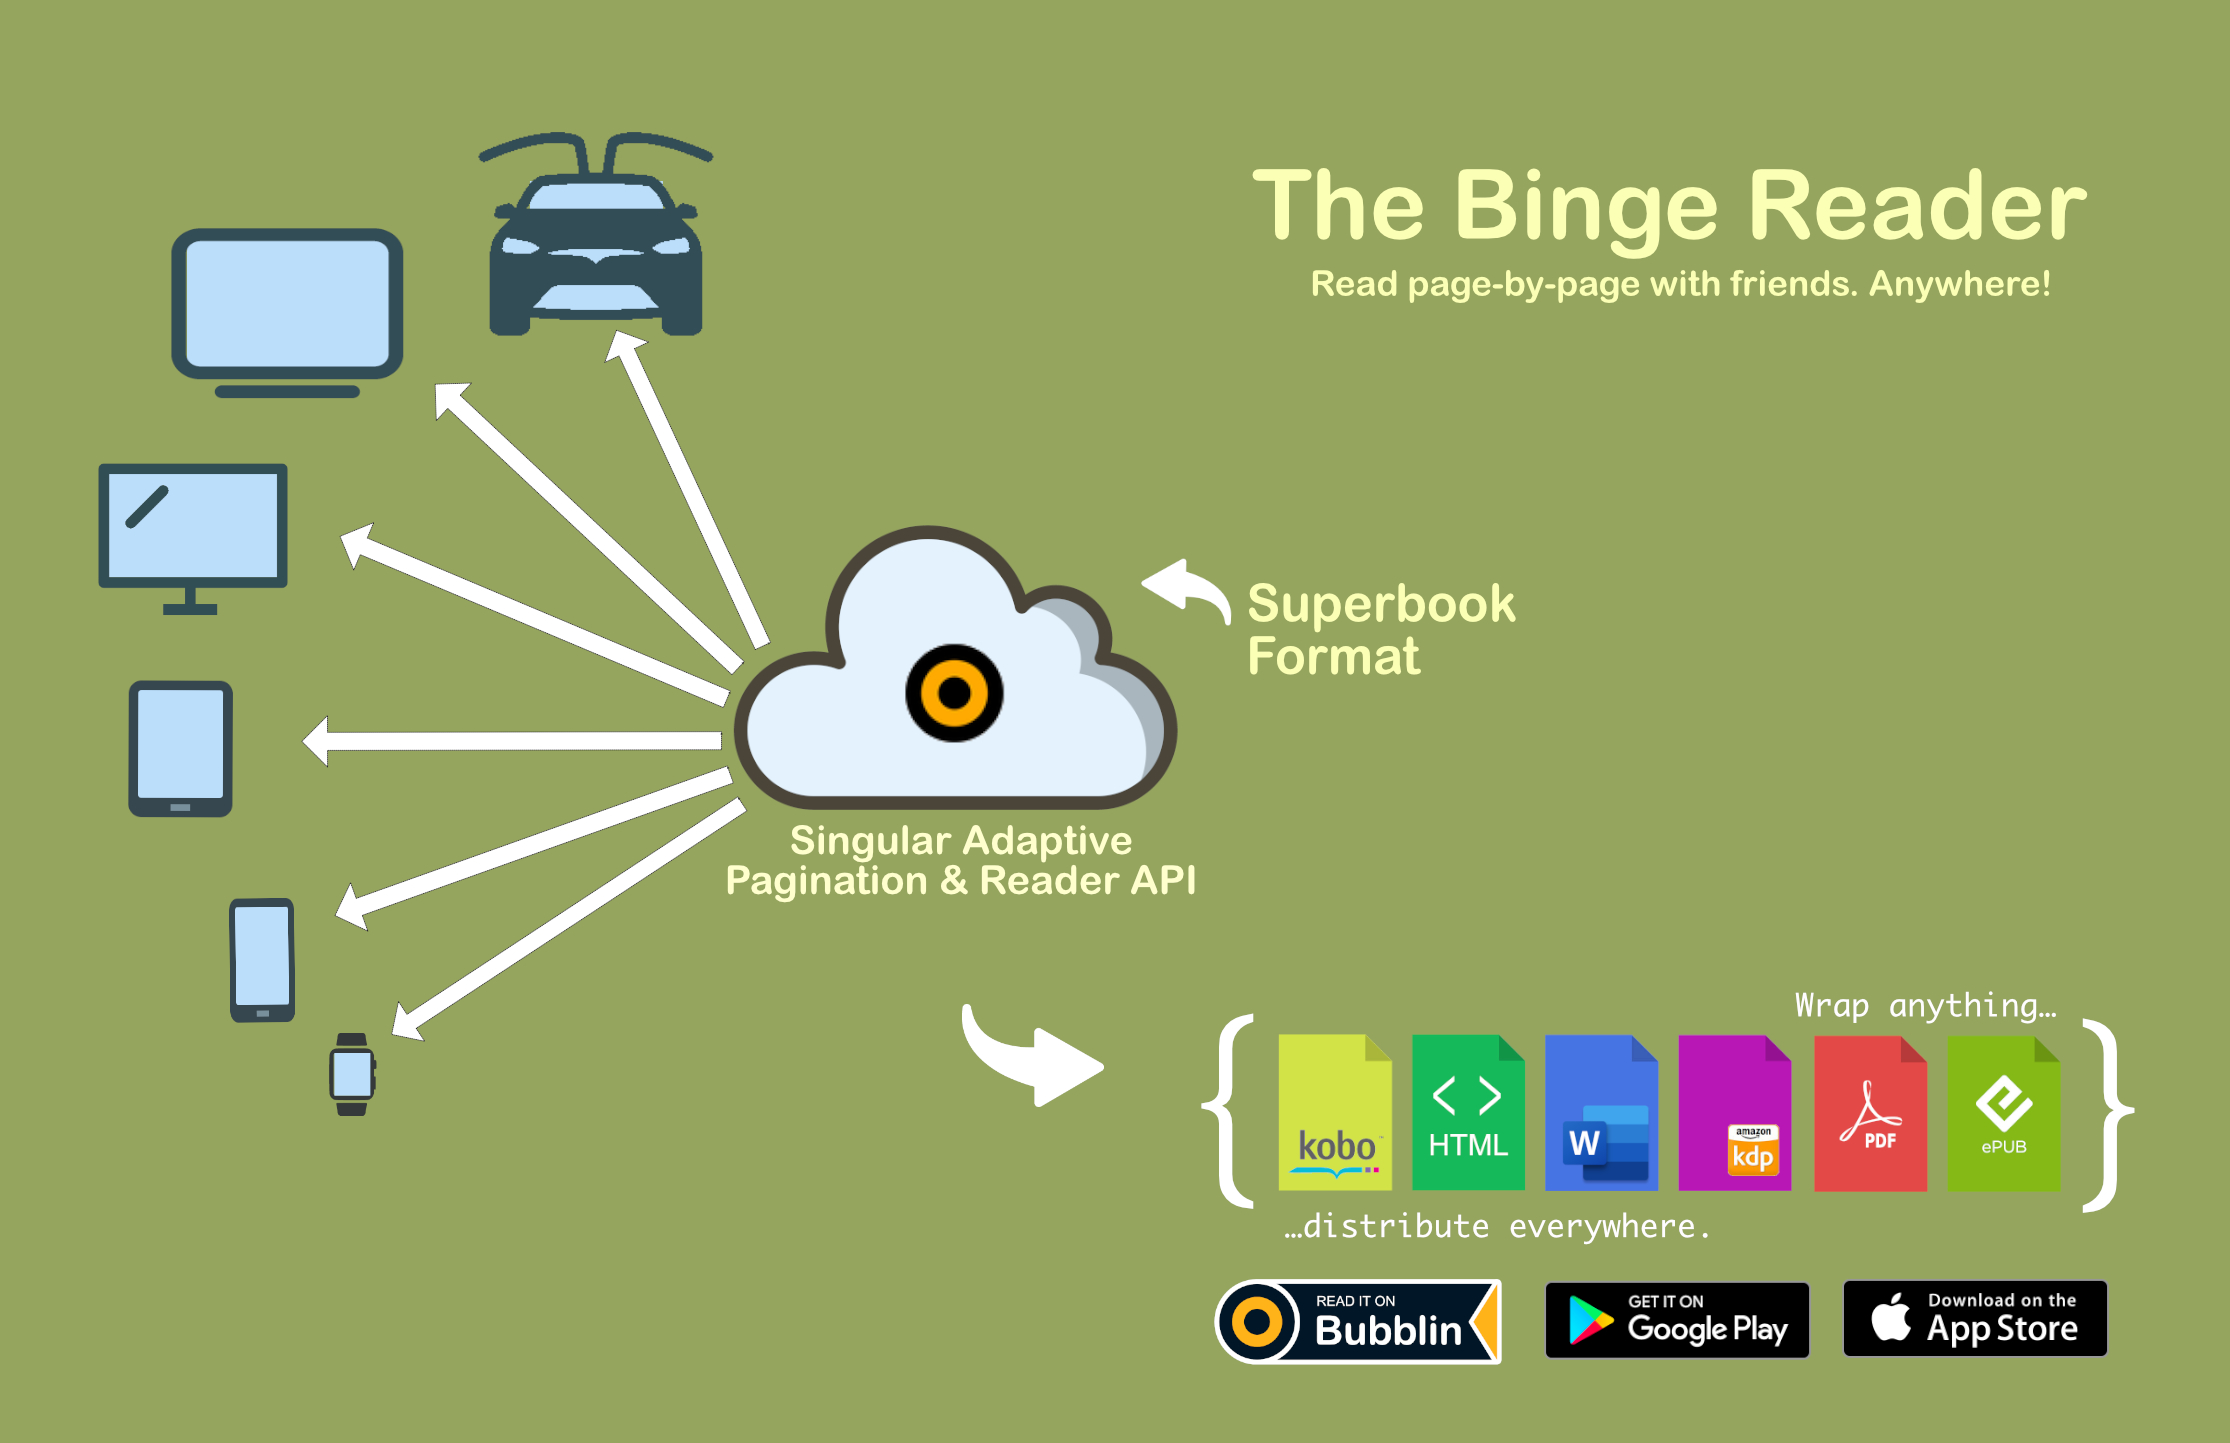 The Binge Reader
Read page-by-page with friends. Anywhere!
Superbook
Format
Singular Adaptive
Pagination & Reader API
Wrap anything…
kobo™
HTML
W
amazon
kdp
PDF
ePUB
…distribute everywhere.
READ IT ON
Bubblin
GET IT ON
Google Play
Download on the
App Store